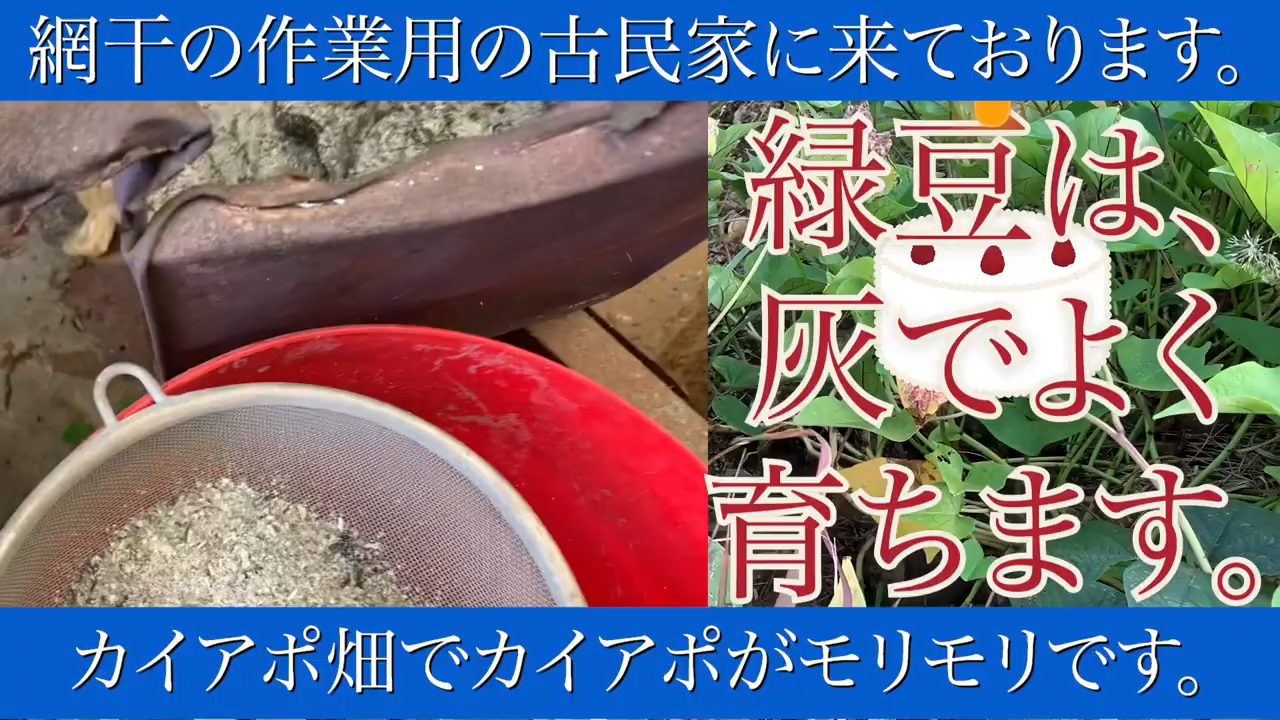 網干の作業用の古民家に来ております。
緑豆は、
灰でよく
育ちます。
カイアポ畑でカイアポがモリモリです。